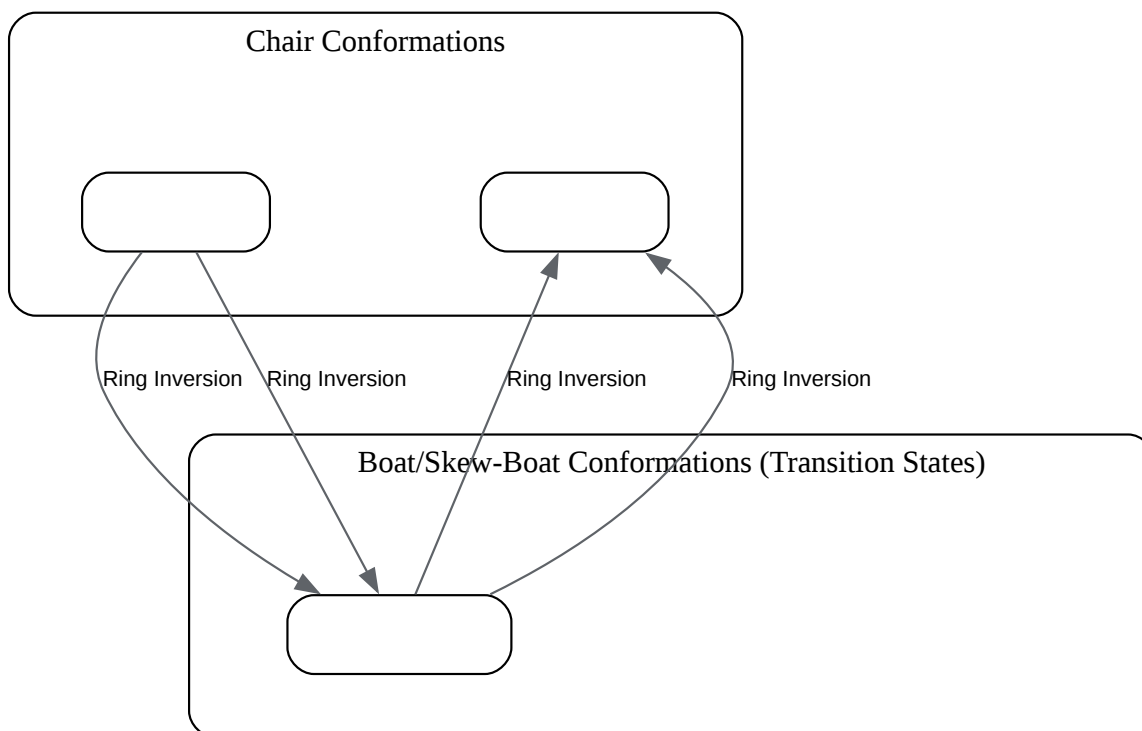 Chair Conformations
Ring Inversion
Ring Inversion
Ring Inversion
Ring Inversion
Boat/Skew-Boat Conformations (Transition States)